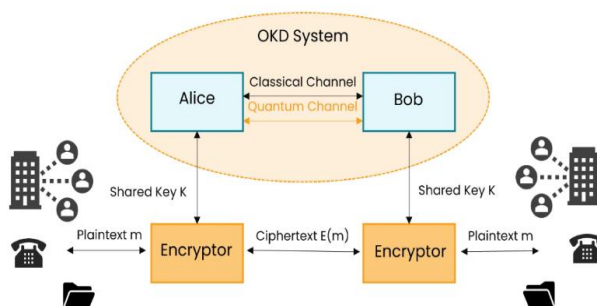 OKD System
Classical Channel
Alice
Bob
Quantum Channel
Shared Key K
Shared Key K
Plaintext m
Encryptor
Ciphertext E(m)
Encryptor
Plaintext m